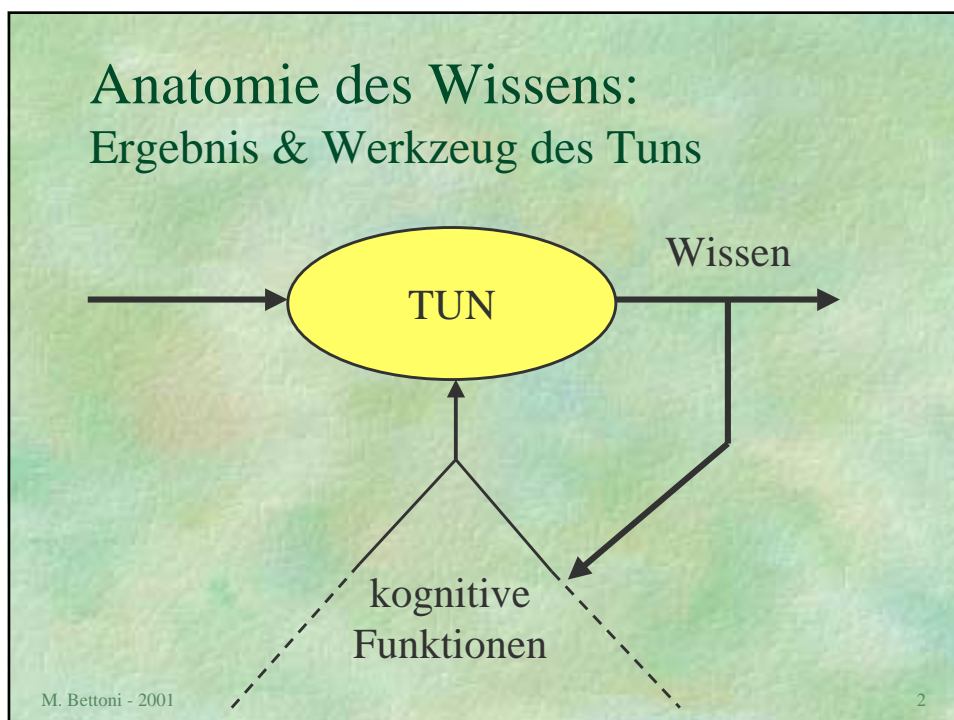 Anatomie des Wissens:
Ergebnis & Werkzeug des Tuns
Wissen
TUN
kognitive
Funktionen
M. Bettoni - 2001
2